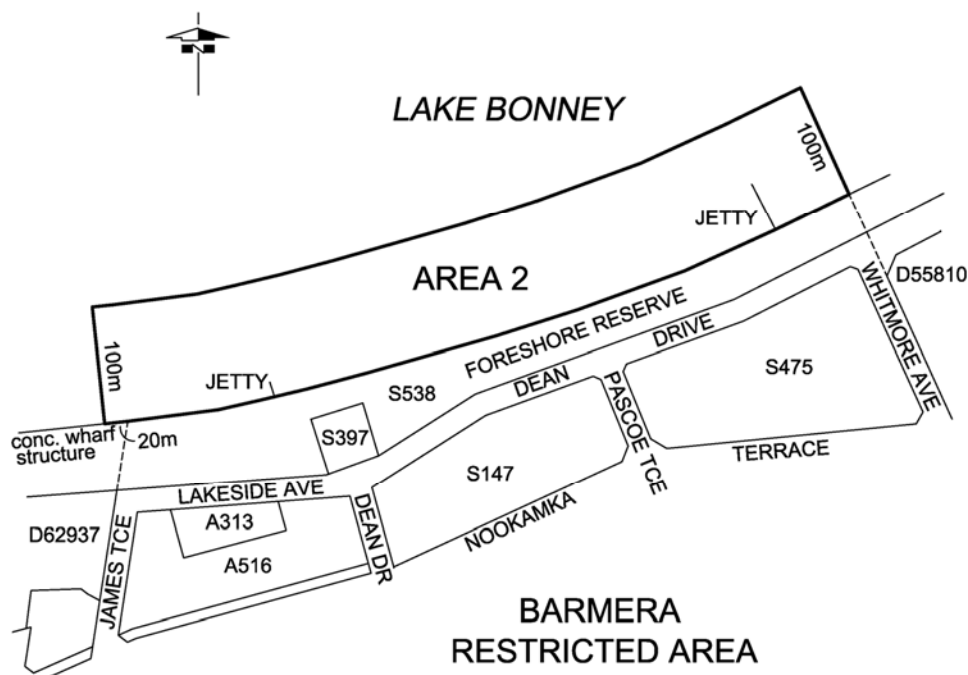 N
LAKE BONNEY
100m
JETTY
AREA 2
D55810
WHITMORE AVE
FORESHORE RESERVE
DRIVE
100m
JETTY
S538
DEAN
S475
PASCOE TCE
conc. wharf
structure
20m
S397
TERRACE
S147
LAKESIDE AVE
NOOKAMKA
D62937
JAMES TCE
A313
DEAN DR
A516
BARMERA
RESTRICTED AREA